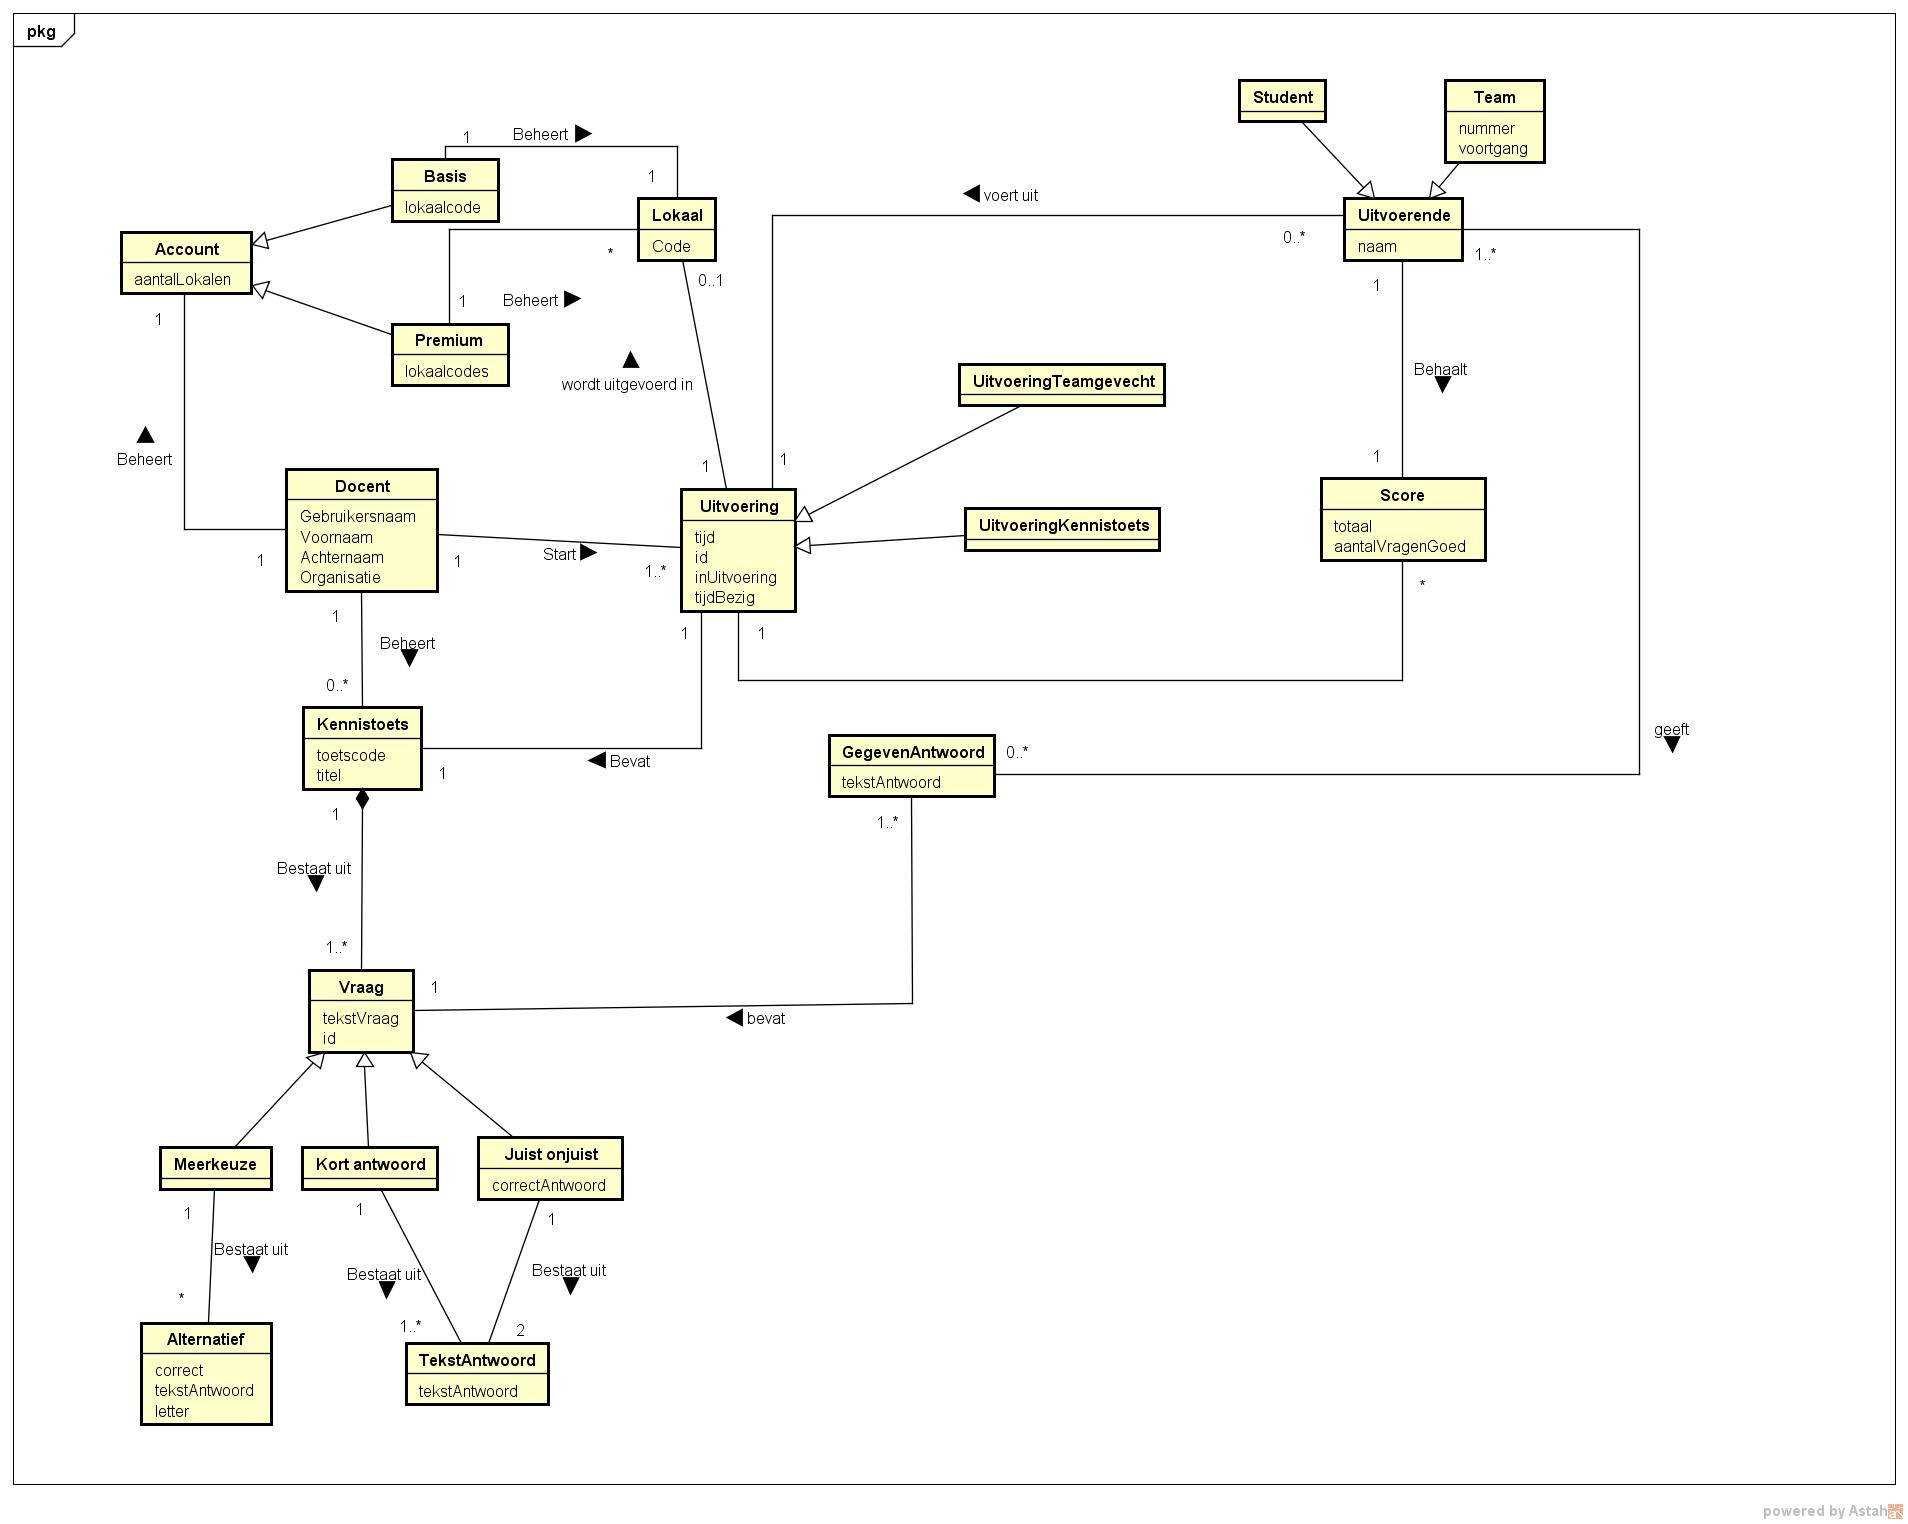 pkg
Student
Team
nummer
voortgang
1
Beheert
Basis
lokaalcode
1
Lokaal
Code
voert uit
0..*
Uitvoerende
naam
1..*
1
Account
aantalLokalen
1
*
0..1
1
Beheert
Premium
lokaalcodes
wordt uitgevoerd in
UitvoeringTeamgevecht
Behaalt
Beheert
1
1
1
Docent
Gebruikersnaam
Voornaam
Achternaam
Organisatie
1
1
Start
1..*
Uitvoering
tijd
id
inUitvoering
tijdBezig
UitvoeringKennistoets
Score
totaal
aantalVragenGoed
*
1
Beheert
0..*
1
1
Kennistoets
toetscode
titel
1
Bevat
1
GegevenAntwoord
tekstAntwoord
0..*
geeft
1..*
Bestaat uit
1..*
Vraag
tekstVraag
id
1
bevat
Meerkeuze
Kort antwoord
Juist onjuist
correctAntwoord
1
1
1
Bestaat uit
Bestaat uit
Bestaat uit
*
1..*
2
Alternatief
correct
tekstAntwoord
letter
TekstAntwoord
tekstAntwoord
powered by Astah